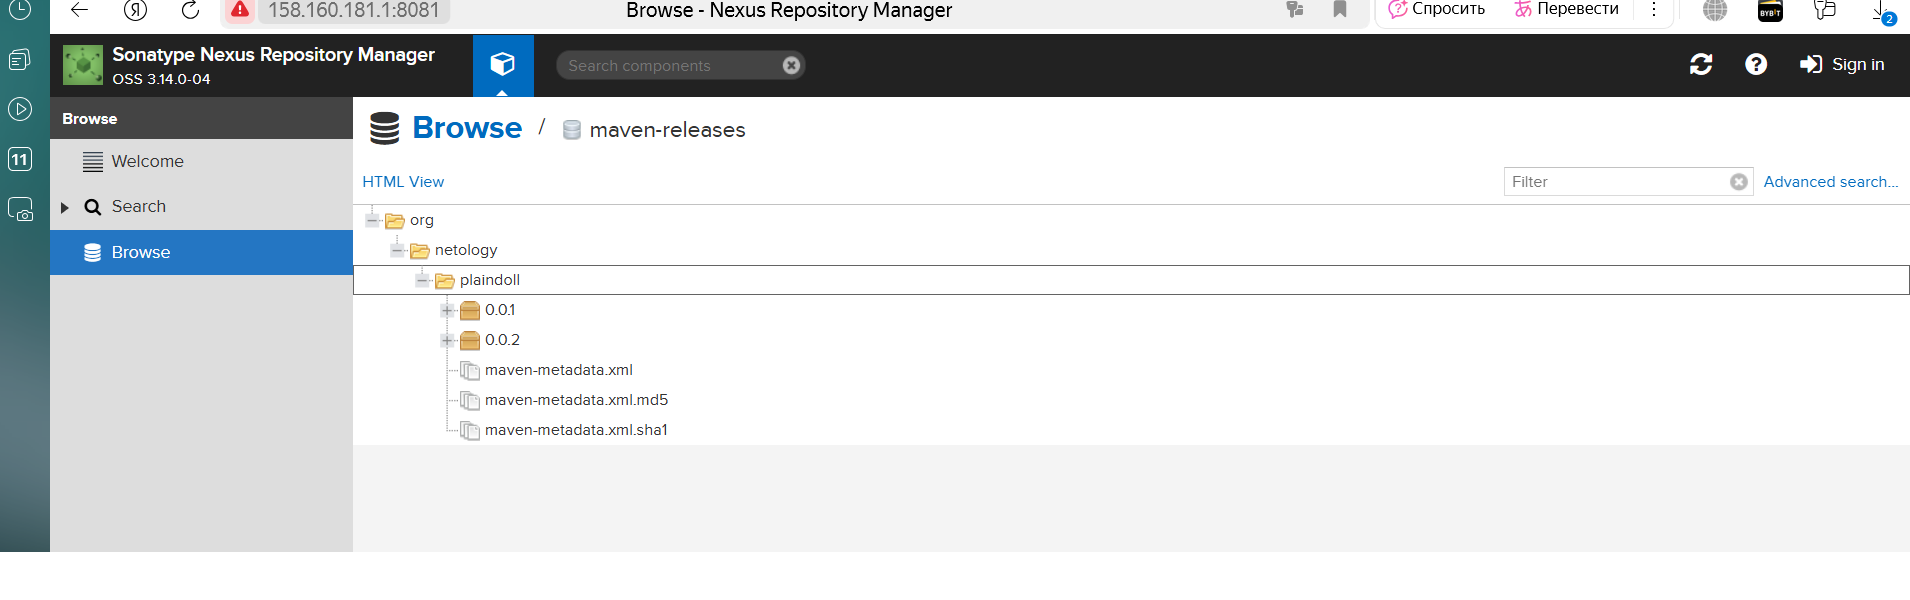 158.160.181.1:8081
Browse - Nexus Repository Manager
Спросить
Перевести
BYBIT
2
Sonatype Nexus Repository Manager
OSS 3.14.0-04
Search components
Sign in
11
Browse
Welcome
Search
Browse
Browse / maven-releases
HTML View
Filter
Advanced search...
org
netology
plaindoll
0.0.1
0.0.2
maven-metadata.xml
maven-metadata.xml.md5
maven-metadata.xml.sha1